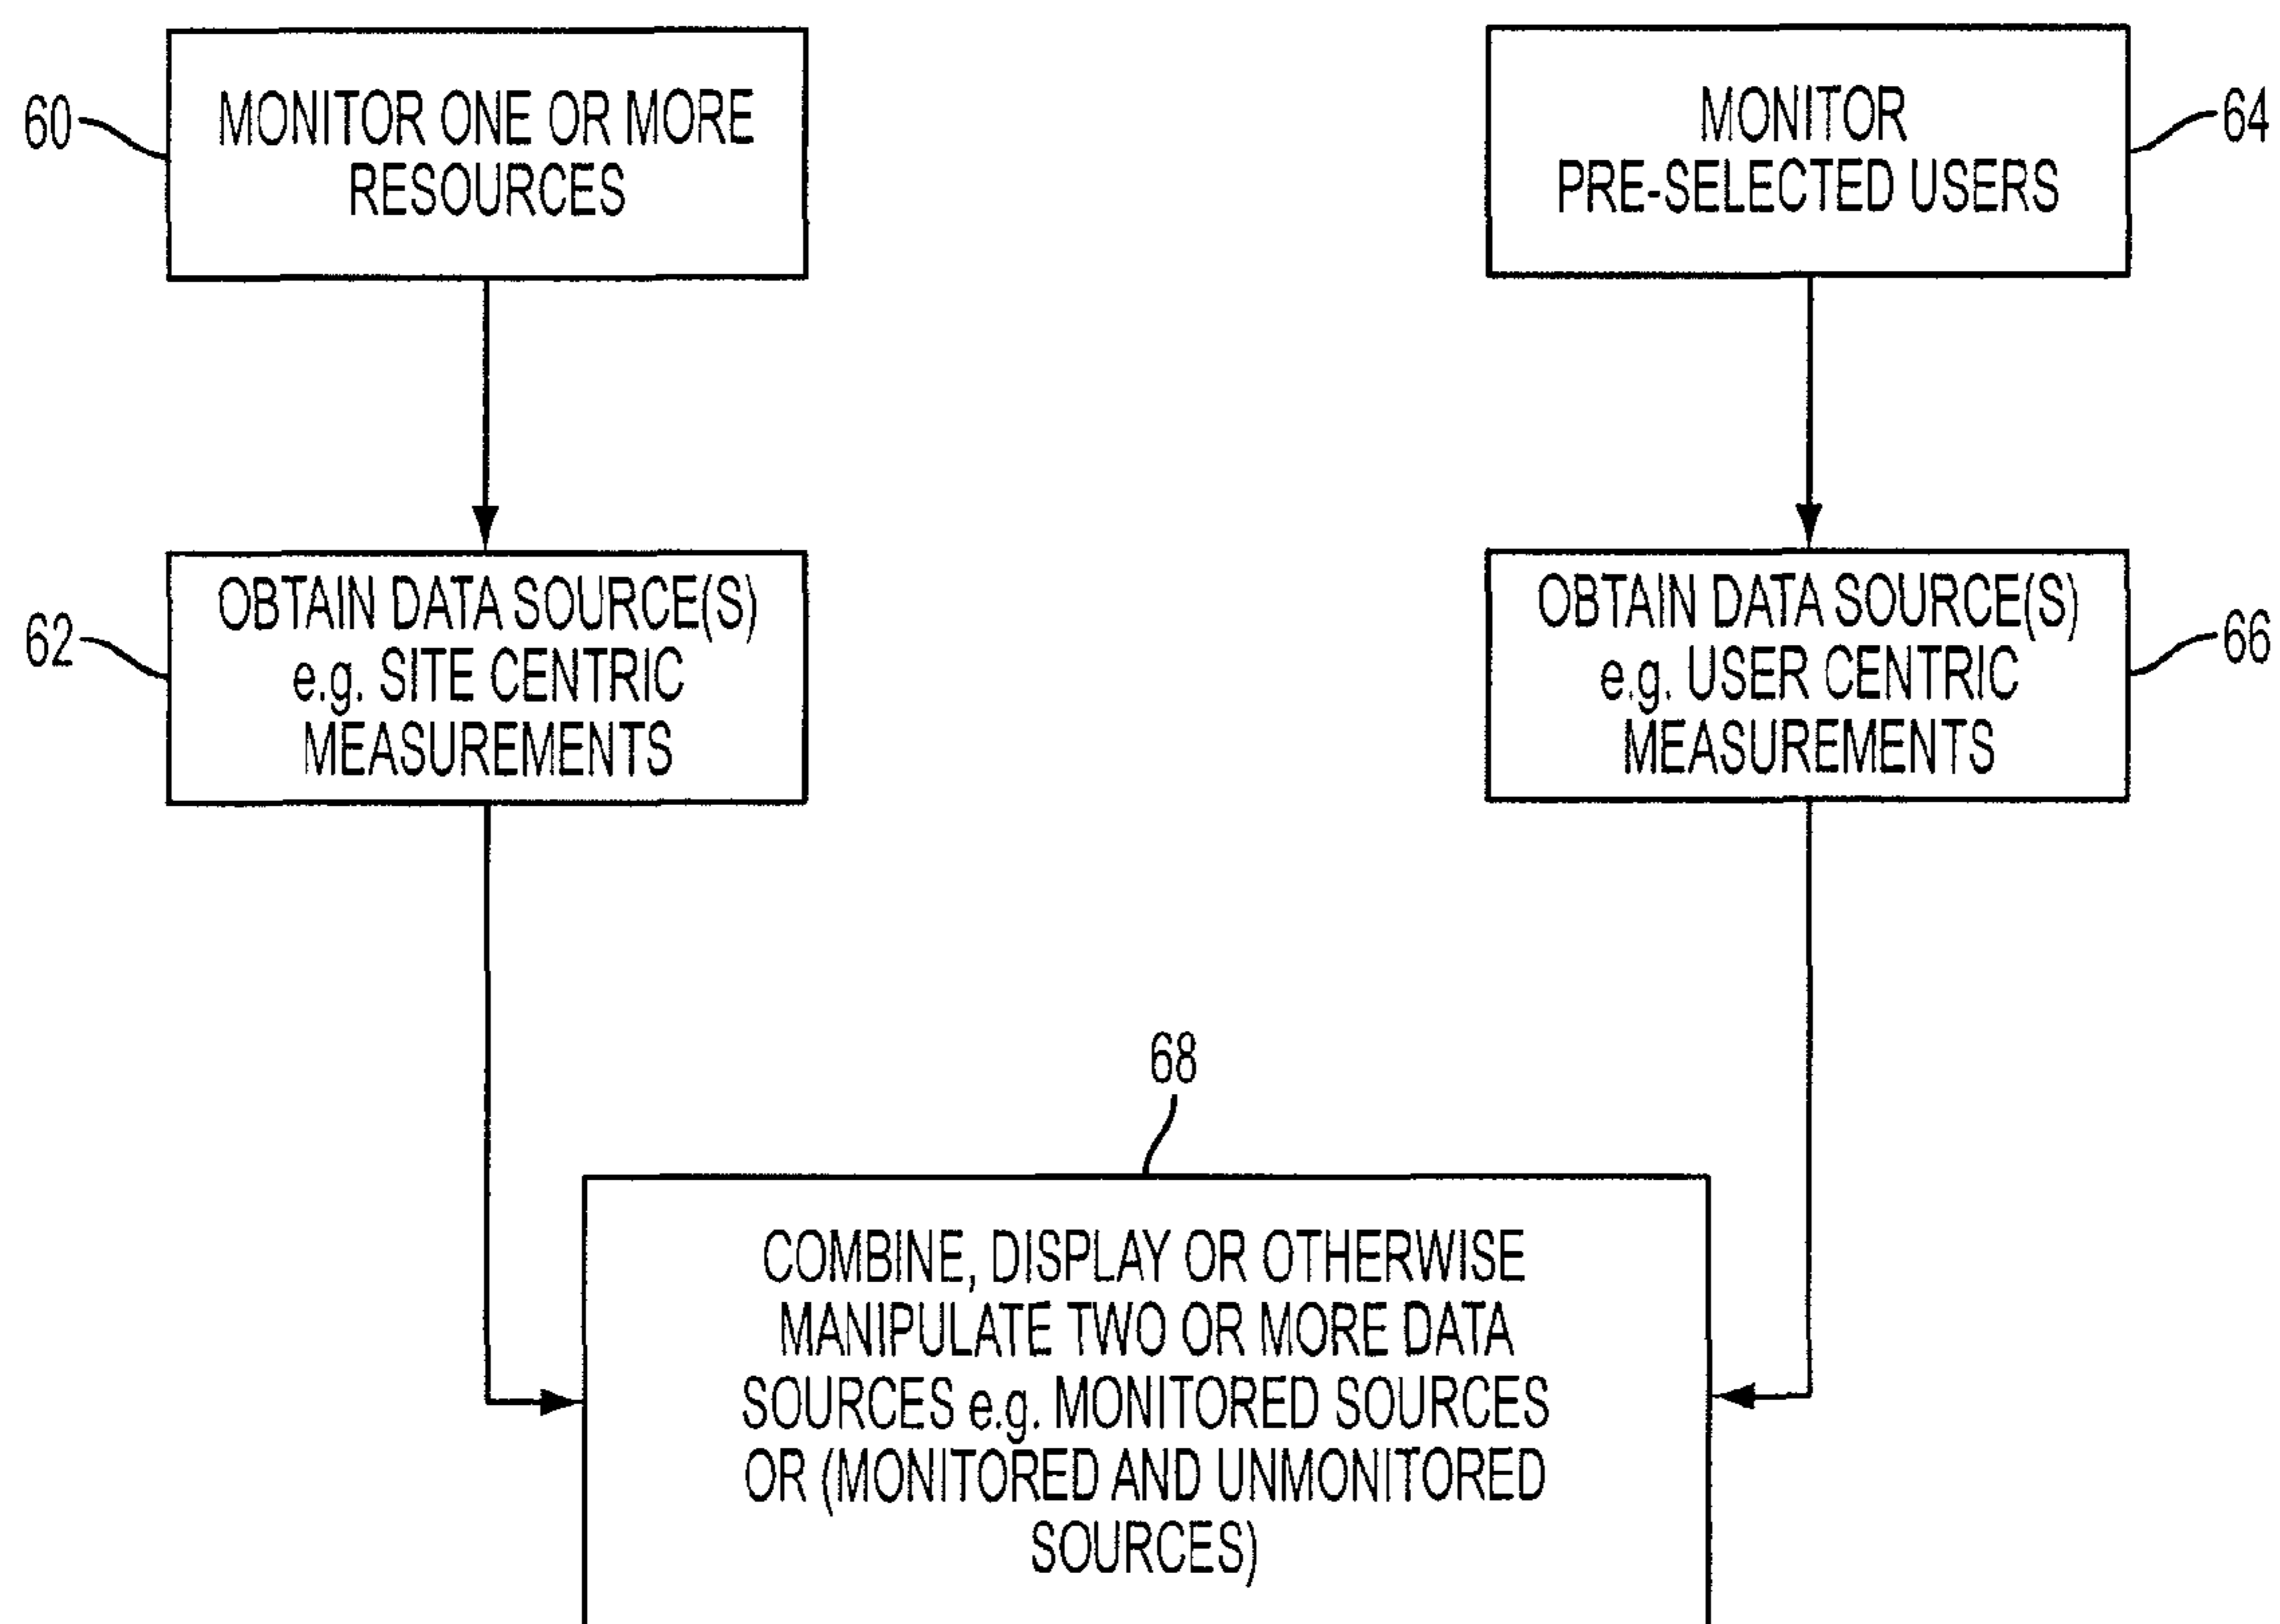 60
MONITOR ONE OR MORE
RESOURCES
MONITOR
PRE-SELECTED USERS
64
62
OBTAIN DATA SOURCE(S)
e.g. SITE CENTRIC
MEASUREMENTS
OBTAIN DATA SOURCE(S)
e.g. USER CENTRIC
MEASUREMENTS
66
68
COMBINE, DISPLAY OR OTHERWISE
MANIPULATE TWO OR MORE DATA
SOURCES e.g. MONITORED SOURCES
OR (MONITORED AND UNMONITORED
SOURCES)